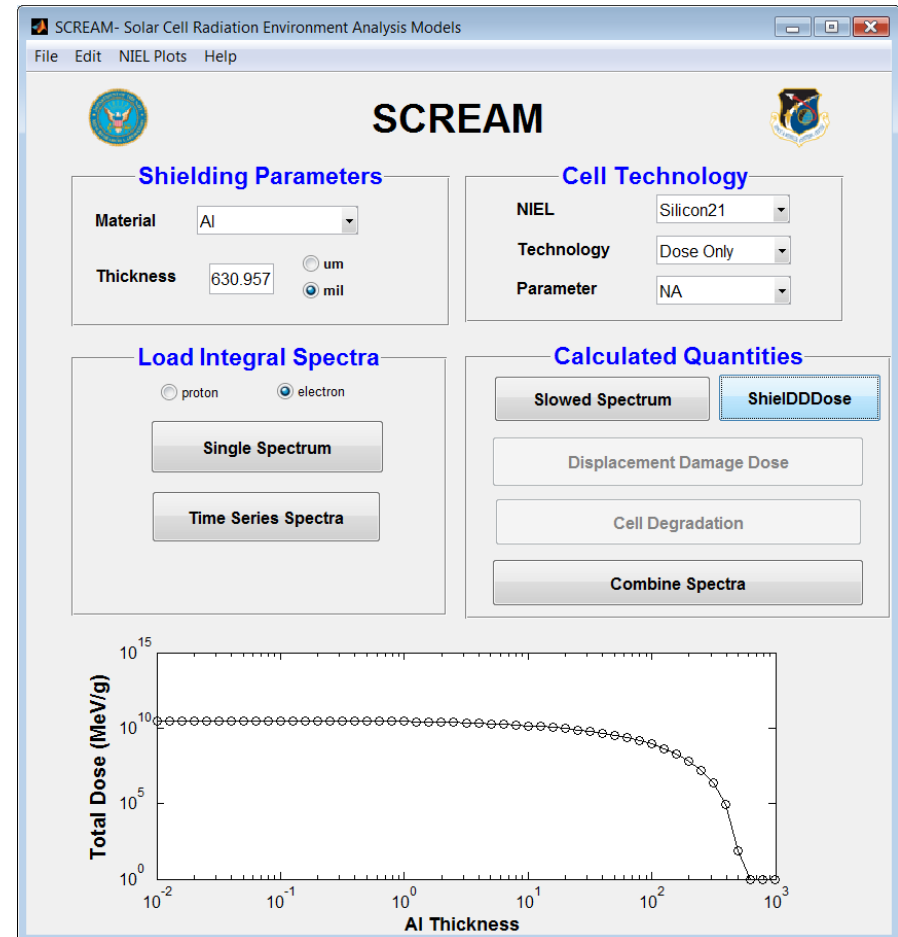 SCREAM- Solar Cell Radiation Environment Analysis Models
File Edit NIEL Plots Help
SCREAM
Shielding Parameters
Material Al
Thickness 630.957
um
mil
Cell Technology
NIEL Silicon21
Technology Dose Only
Parameter NA
Load Integral Spectra
proton electron
Single Spectrum
Time Series Spectra
Calculated Quantities
Slowed Spectrum ShielDDDose
Displacement Damage Dose
Cell Degradation
Combine Spectra
Total Dose (MeV/g)
10^15
10^10
10^5
10^0
10^-2 10^-1 10^0 10^1 10^2 10^3
Al Thickness